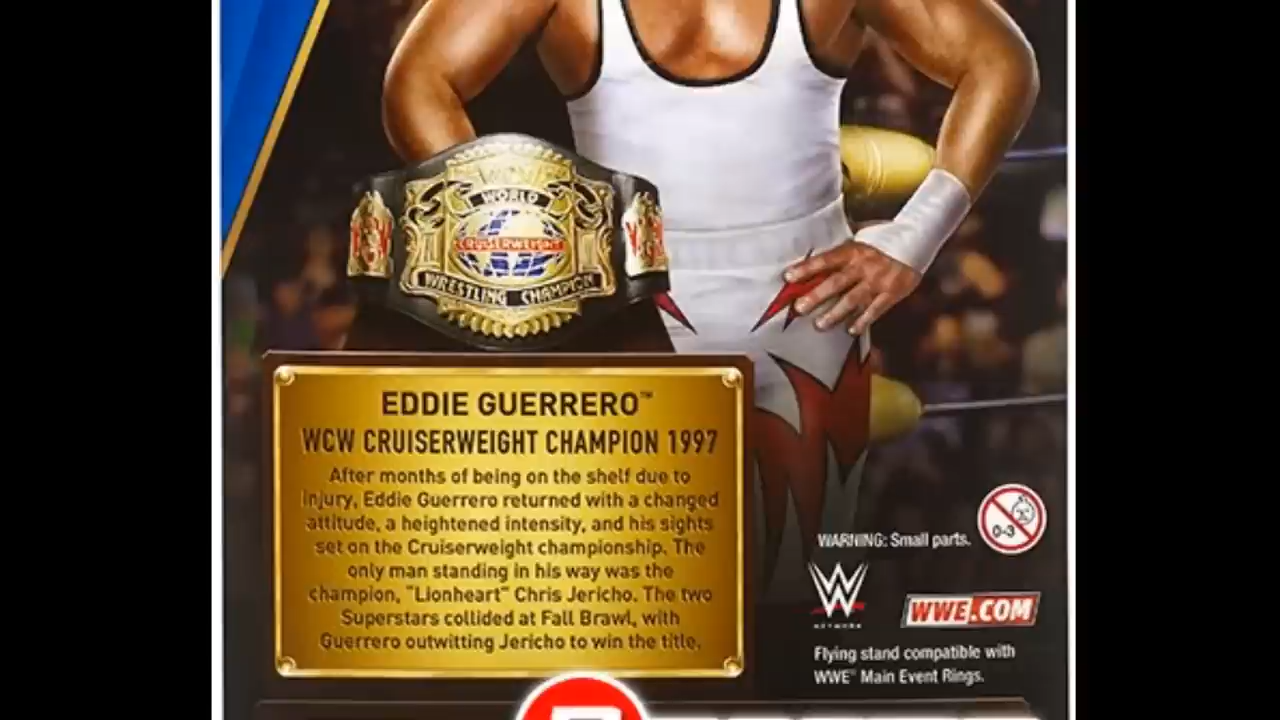 WCW
WORLD
CRUISERWEIGHT
WRESTLING CHAMPION
EDDIE GUERRERO™
WCW CRUISERWEIGHT CHAMPION 1997
After months of being on the shelf due to
injury, Eddie Guerrero returned with a changed
attitude, a heightened intensity, and his sights
set on the Cruiserweight championship. The
only man standing in his way was the
champion, "Lionheart" Chris Jericho. The two
Superstars collided at Fall Brawl, with
Guerrero outwitting Jericho to win the title.
WARNING: Small parts.
0-3
W
NETWORK
WWE.COM
Flying stand compatible with
WWE® Main Event Rings.